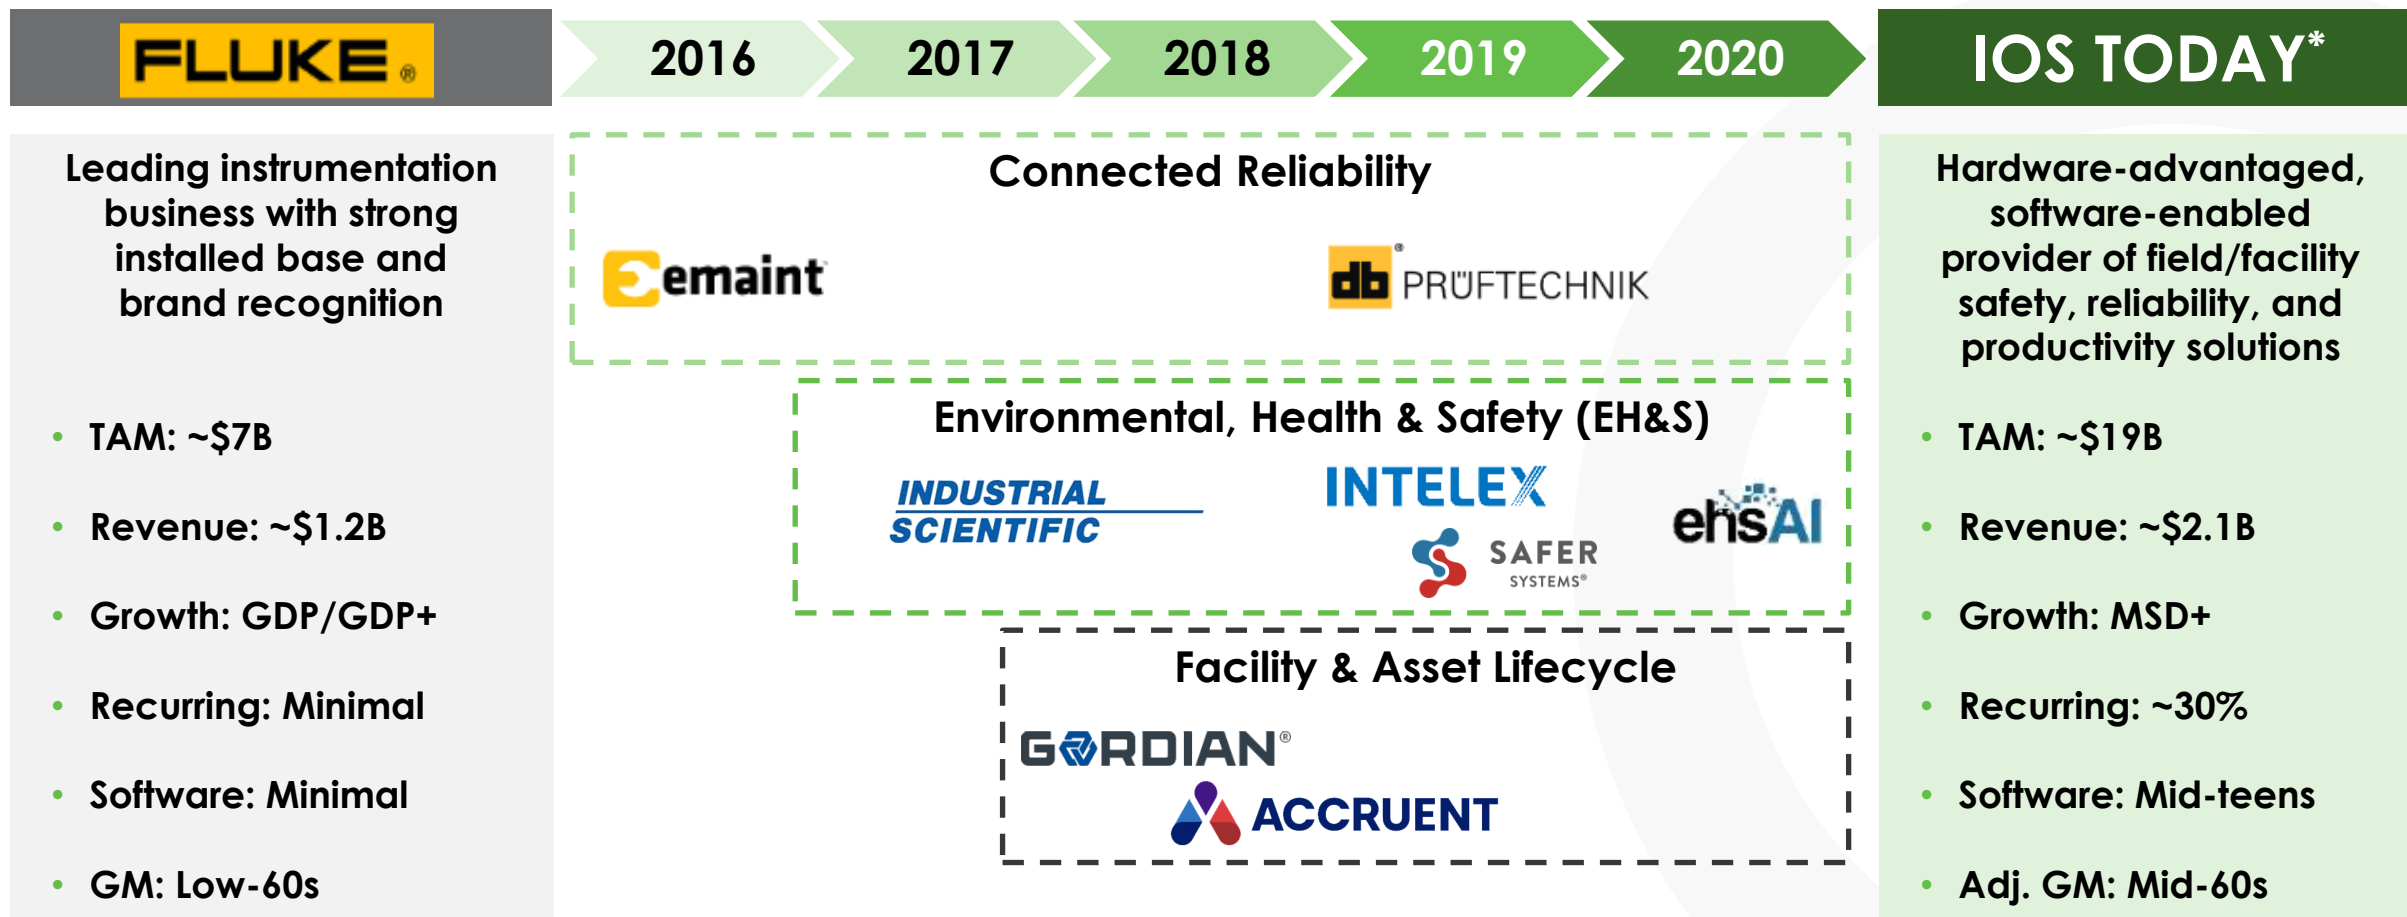 FLUKE®
2016
2017
2018
2019
2020
IOS TODAY*
Leading instrumentation
business with strong
installed base and
brand recognition
• TAM: ~$7B
• Revenue: ~$1.2B
• Growth: GDP/GDP+
• Recurring: Minimal
• Software: Minimal
• GM: Low-60s
Connected Reliability
emaint
db® PRÜFTECHNIK
Environmental, Health & Safety (EH&S)
INDUSTRIAL
SCIENTIFIC
INTELEX
SAFER
SYSTEMS®
ehsAI
Facility & Asset Lifecycle
GORDIAN®
ACCRUENT
Hardware-advantaged,
software-enabled
provider of field/facility
safety, reliability, and
productivity solutions
• TAM: ~$19B
• Revenue: ~$2.1B
• Growth: MSD+
• Recurring: ~30%
• Software: Mid-teens
• Adj. GM: Mid-60s